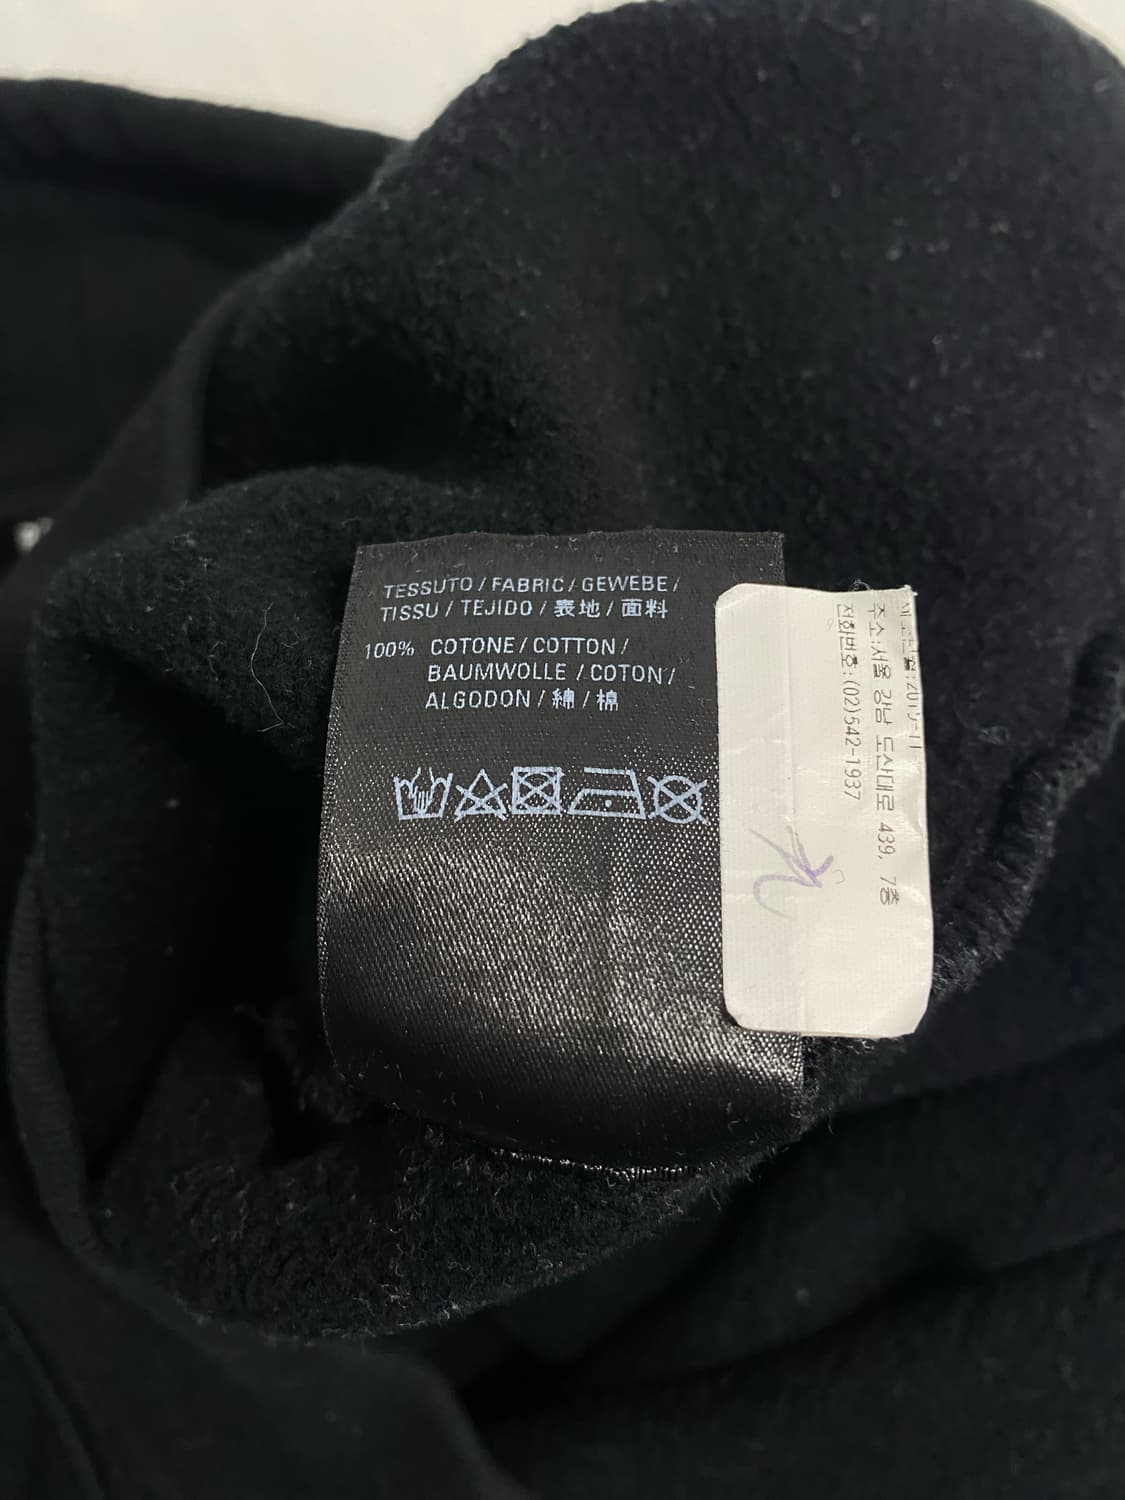 TESSUTO / FABRIC / GEWEBE /
TISSU / TEJIDO / 表地 / 面料
100% COTONE / COTTON /
BAUMWOLLE / COTON /
ALGODON / 綿 / 棉
주소:서울 강남 도산대로 439, 7층
전화번호:(02)542-1937